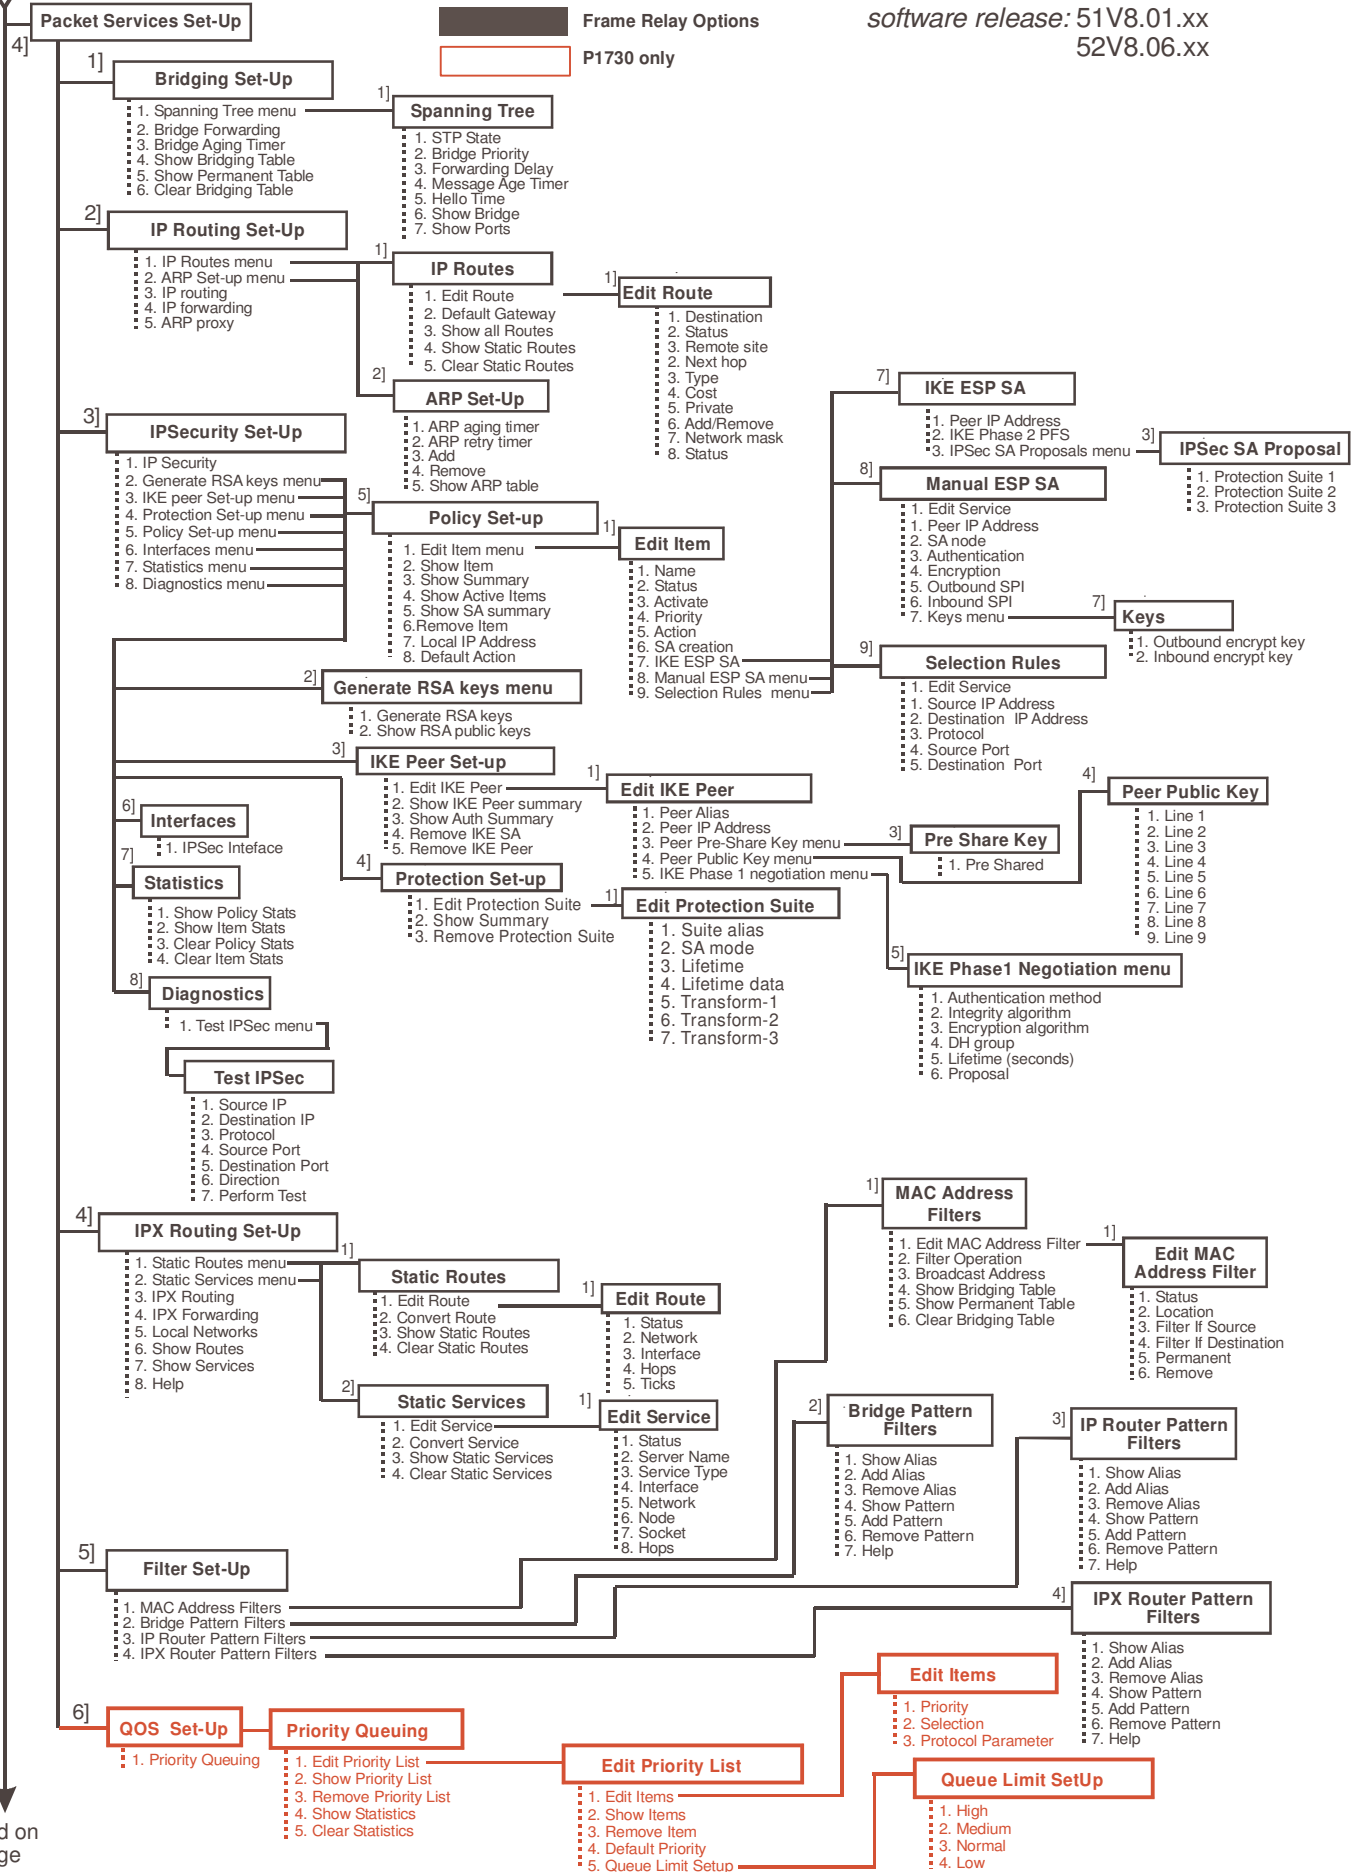 Packet Services Set-Up
4]
Frame Relay Options
P1730 only
software release: 51V8.01.xx
52V8.06.xx
1]
Bridging Set-Up
1. Spanning Tree menu
2. Bridge Forwarding
3. Bridge Aging Timer
4. Show Bridging Table
5. Show Permanent Table
6. Clear Bridging Table
1]
Spanning Tree
1. STP State
2. Bridge Priority
3. Forwarding Delay
4. Message Age Timer
5. Hello Time
6. Show Bridge
7. Show Ports
2]
IP Routing Set-Up
1. IP Routes menu
2. ARP Set-up menu
3. IP routing
4. IP forwarding
5. ARP proxy
1]
IP Routes
1. Edit Route
2. Default Gateway
3. Show all Routes
4. Show Static Routes
5. Clear Static Routes
1]
Edit Route
1. Destination
2. Status
3. Remote site
2. Next hop
3. Type
4. Cost
5. Private
6. Add/Remove
7. Network mask
8. Status
2]
ARP Set-Up
1. ARP aging timer
2. ARP retry timer
3. Add
4. Remove
5. Show ARP table
3]
IPSecurity Set-Up
1. IP Security
2. Generate RSA keys menu
3. IKE peer Set-up menu
4. Protection Set-up menu
5. Policy Set-up menu
6. Interfaces menu
7. Statistics menu
8. Diagnostics menu
5]
Policy Set-up
1. Edit Item menu
2. Show Item
3. Show Summary
4. Show Active Items
5. Show SA summary
6.Remove Item
7. Local IP Address
8. Default Action
1]
Edit Item
1. Name
2. Status
3. Activate
4. Priority
5. Action
6. SA creation
7. IKE ESP SA
8. Manual ESP SA menu
9. Selection Rules menu
7]
IKE ESP SA
1. Peer IP Address
2. IKE Phase 2 PFS
3. IPSec SA Proposals menu
3]
IPSec SA Proposal
1. Protection Suite 1
2. Protection Suite 2
3. Protection Suite 3
8]
Manual ESP SA
1. Edit Service
1. Peer IP Address
2. SA node
3. Authentication
4. Encryption
5. Outbound SPI
6. Inbound SPI
7. Keys menu
7]
Keys
1. Outbound encrypt key
2. Inbound encrypt key
9]
Selection Rules
1. Edit Service
1. Source IP Address
2. Destination IP Address
3. Protocol
4. Source Port
5. Destination Port
2]
Generate RSA keys menu
1. Generate RSA keys
2. Show RSA public keys
3]
IKE Peer Set-up
1. Edit IKE Peer
2. Show IKE Peer summary
3. Show Auth Summary
4. Remove IKE SA
5. Remove IKE Peer
1]
Edit IKE Peer
1. Peer Alias
2. Peer IP Address
3. Peer Pre-Share Key menu
4. Peer Public Key menu
5. IKE Phase 1 negotiation menu
3]
Pre Share Key
1. Pre Shared
4]
Peer Public Key
1. Line 1
2. Line 2
3. Line 3
4. Line 4
5. Line 5
6. Line 6
7. Line 7
8. Line 8
9. Line 9
6]
Interfaces
1. IPSec Inteface
7]
Statistics
1. Show Policy Stats
2. Show Item Stats
3. Clear Policy Stats
4. Clear Item Stats
4]
Protection Set-up
1. Edit Protection Suite
2. Show Summary
3. Remove Protection Suite
1]
Edit Protection Suite
1. Suite alias
2. SA mode
3. Lifetime
4. Lifetime data
5. Transform-1
6. Transform-2
7. Transform-3
5]
IKE Phase1 Negotiation menu
1. Authentication method
2. Integrity algorithm
3. Encryption algorithm
4. DH group
5. Lifetime (seconds)
6. Proposal
8]
Diagnostics
1. Test IPSec menu
Test IPSec
1. Source IP
2. Destination IP
3. Protocol
4. Source Port
5. Destination Port
6. Direction
7. Perform Test
4]
IPX Routing Set-Up
1. Static Routes menu
2. Static Services menu
3. IPX Routing
4. IPX Forwarding
5. Local Networks
6. Show Routes
7. Show Services
8. Help
1]
Static Routes
1. Edit Route
2. Convert Route
3. Show Static Routes
4. Clear Static Routes
1]
Edit Route
1. Status
2. Network
3. Interface
4. Hops
5. Ticks
2]
Static Services
1. Edit Service
2. Convert Service
3. Show Static Services
4. Clear Static Services
1]
Edit Service
1. Status
2. Server Name
3. Service Type
4. Interface
5. Network
6. Node
7. Socket
8. Hops
1]
MAC Address
Filters
1. Edit MAC Address Filter
2. Filter Operation
3. Broadcast Address
4. Show Bridging Table
5. Show Permanent Table
6. Clear Bridging Table
1]
Edit MAC
Address Filter
1. Status
2. Location
3. Filter If Source
4. Filter If Destination
5. Permanent
6. Remove
2]
Bridge Pattern
Filters
1. Show Alias
2. Add Alias
3. Remove Alias
4. Show Pattern
5. Add Pattern
6. Remove Pattern
7. Help
3]
IP Router Pattern
Filters
1. Show Alias
2. Add Alias
3. Remove Alias
4. Show Pattern
5. Add Pattern
6. Remove Pattern
7. Help
5]
Filter Set-Up
1. MAC Address Filters
2. Bridge Pattern Filters
3. IP Router Pattern Filters
4. IPX Router Pattern Filters
4]
IPX Router Pattern
Filters
1. Show Alias
2. Add Alias
3. Remove Alias
4. Show Pattern
5. Add Pattern
6. Remove Pattern
7. Help
6]
QOS Set-Up
1. Priority Queuing
Priority Queuing
1. Edit Priority List
2. Show Priority List
3. Remove Priority List
4. Show Statistics
5. Clear Statistics
Edit Priority List
1. Edit Items
2. Show Items
3. Remove Item
4. Default Priority
5. Queue Limit Setup
Edit Items
1. Priority
2. Selection
3. Protocol Parameter
Queue Limit SetUp
1. High
2. Medium
3. Normal
4. Low
d on
ge